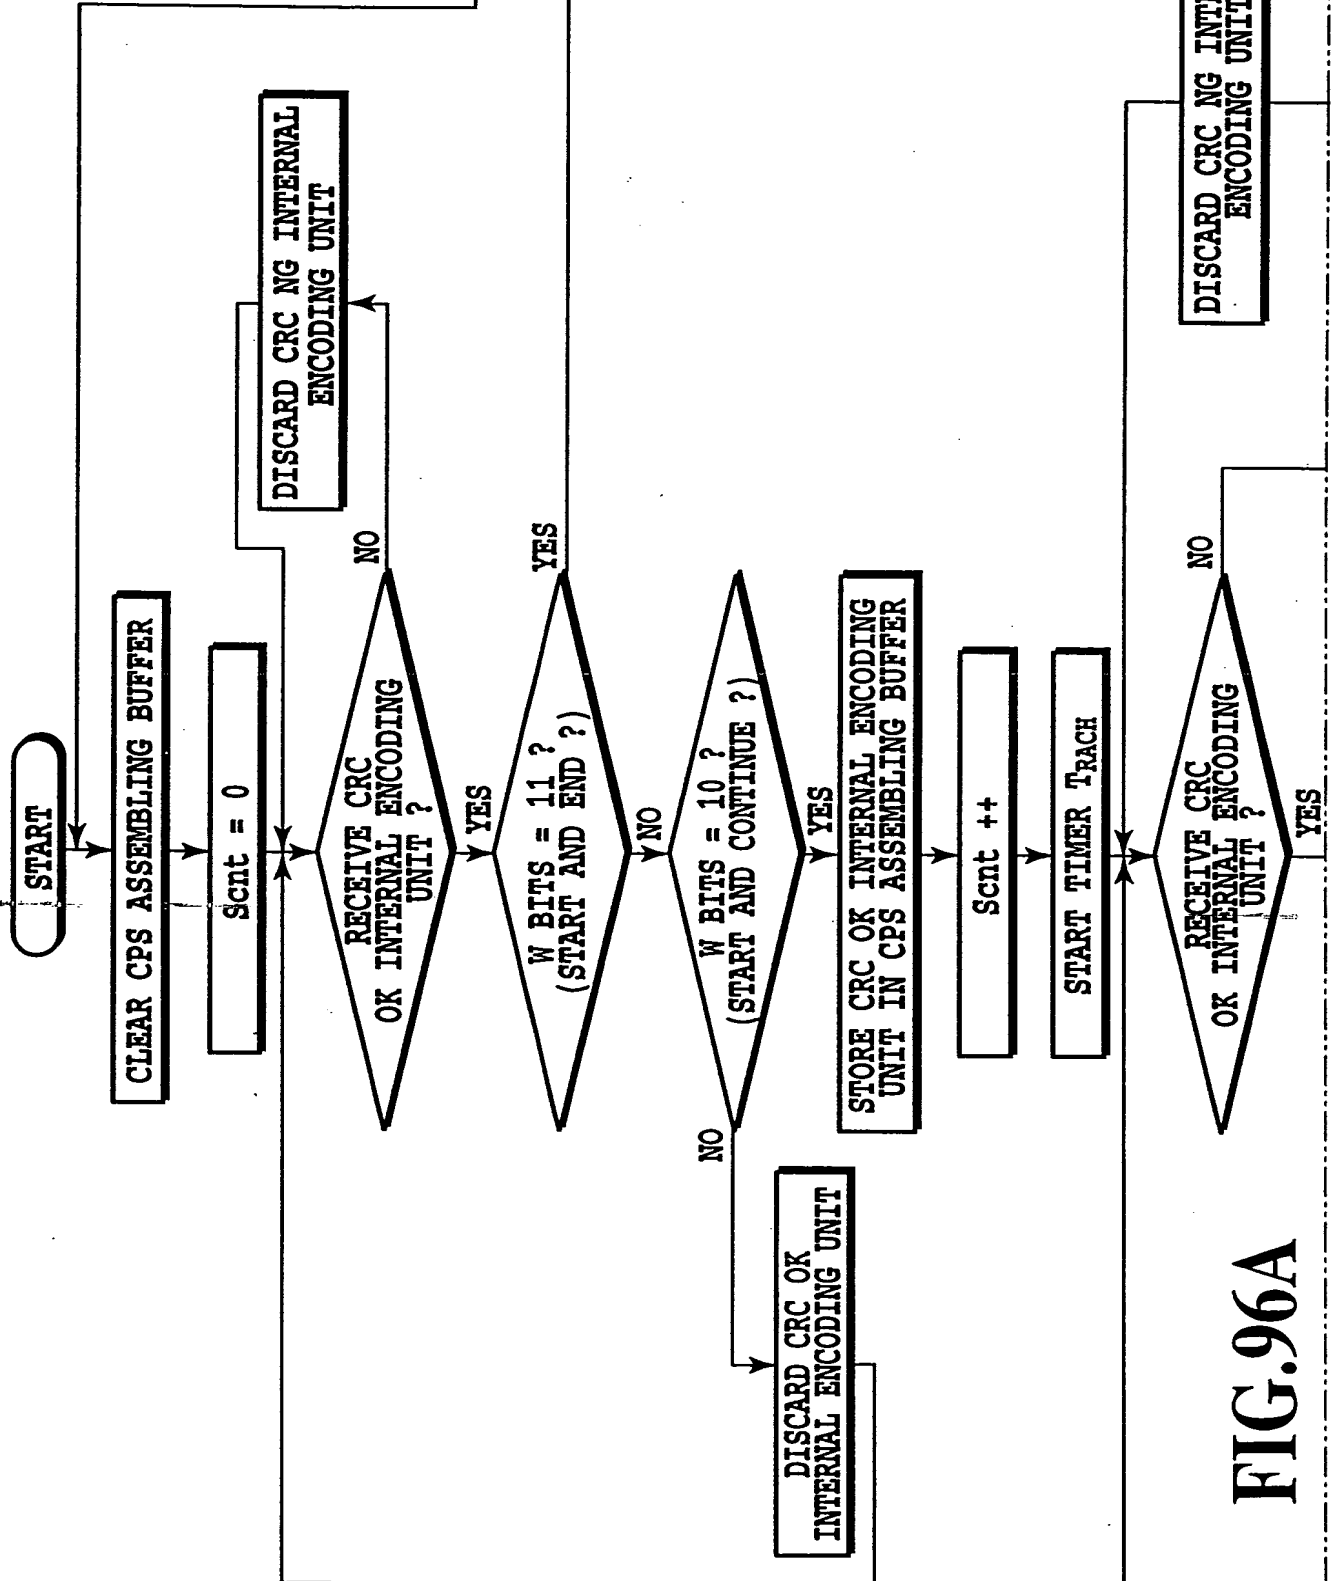 START
CLEAR CPS ASSEMBLING BUFFER
Scnt = 0
DISCARD CRC NG INTERNAL
ENCODING UNIT
RECEIVE CRC
OK INTERNAL ENCODING
UNIT ?
NO
YES
W BITS = 11 ?
(START AND END ?)
YES
NO
W BITS = 10 ?
(START AND CONTINUE ?)
NO
YES
DISCARD CRC OK
INTERNAL ENCODING UNIT
STORE CRC OK INTERNAL ENCODING
UNIT IN CPS ASSEMBLING BUFFER
Scnt ++
START TIMER TRACH
DISCARD CRC NG INT
ENCODING UNIT
RECEIVE CRC
OK INTERNAL ENCODING
UNIT ?
NO
YES
FIG.96A